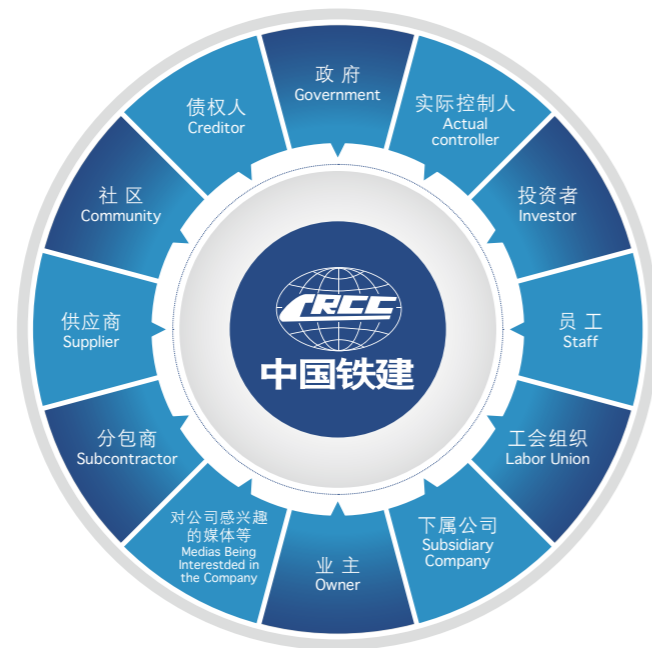 政府
Government
实际控制人
Actual
controller
投资者
Investor
员工
Staff
工会组织
Labor Union
下属公司
Subsidiary
Company
业主
Owner
对公司感兴趣
的媒体等
Medias Being
Interestded in
the Company
分包商
Subcontractor
供应商
Supplier
社区
Community
债权人
Creditor
CRCC
中国铁建